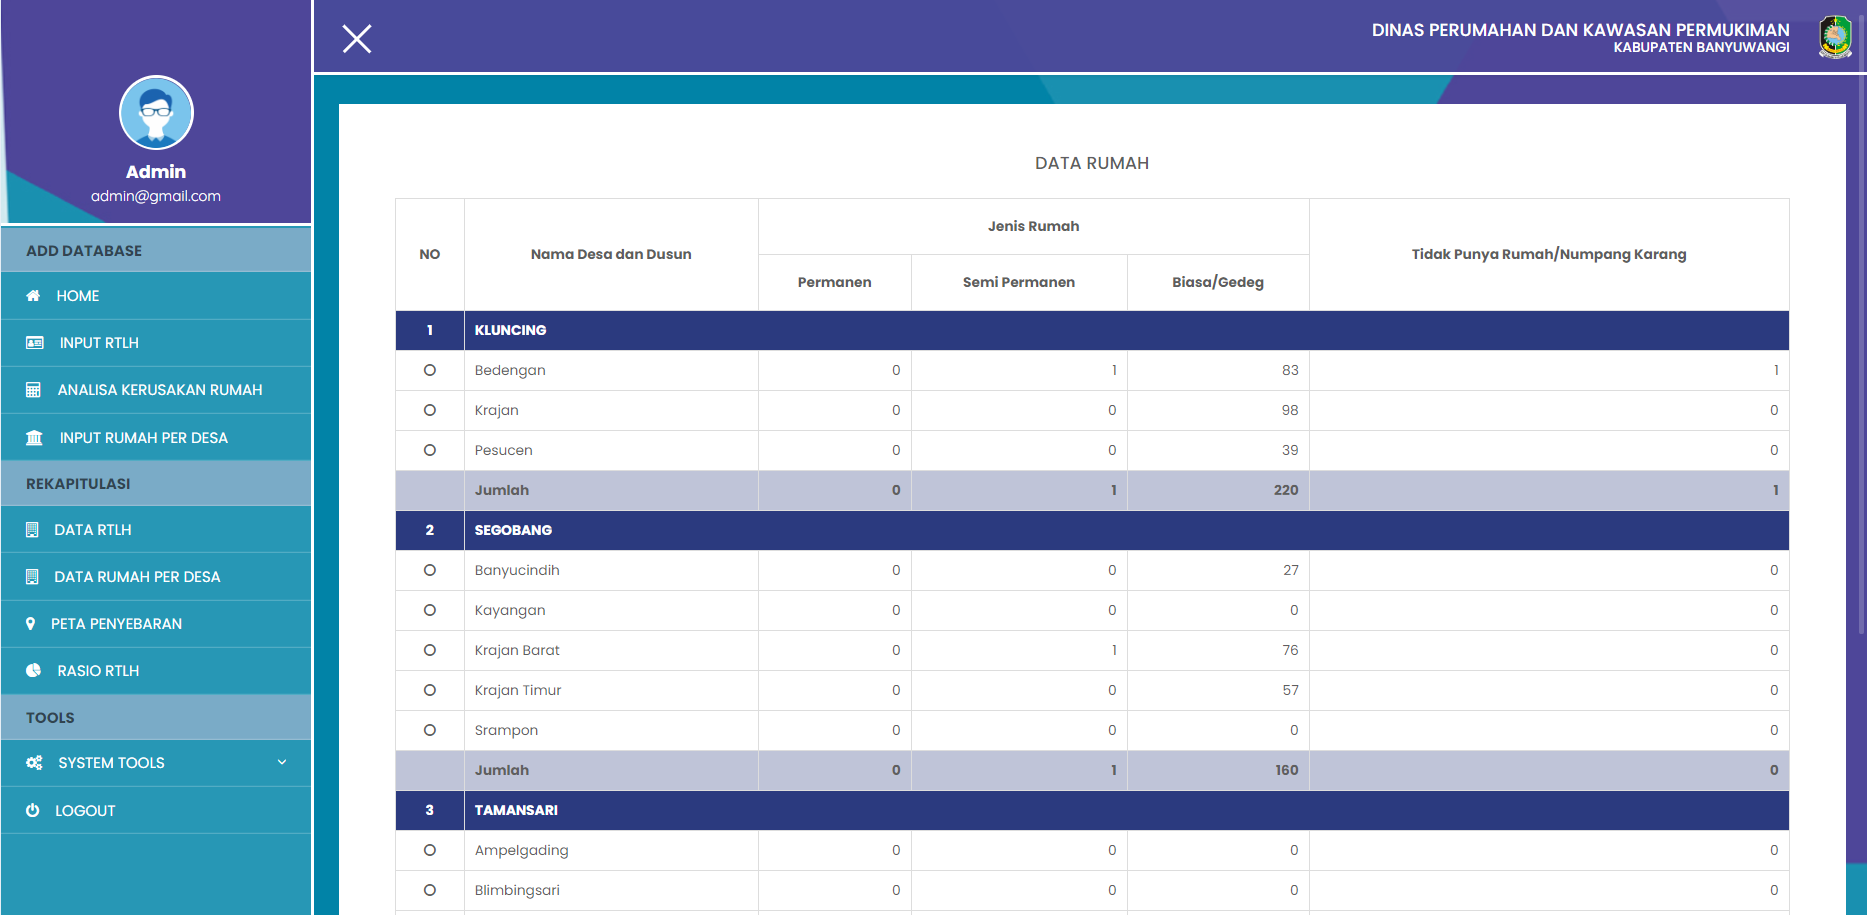 Admin
admin@gmail.com
ADD DATABASE
HOME
INPUT RTLH
ANALISA KERUSAKAN RUMAH
INPUT RUMAH PER DESA
REKAPITULASI
DATA RTLH
DATA RUMAH PER DESA
PETA PENYEBARAN
RASIO RTLH
TOOLS
SYSTEM TOOLS
LOGOUT
DINAS PERUMAHAN DAN KAWASAN PERMUKIMAN
KABUPATEN BANYUWANGI
DATA RUMAH
NO Nama Desa dan Dusun Jenis Rumah Tidak Punya Rumah/Numpang Karang
Permanen Semi Permanen Biasa/Gedeg
1 KLUNCING
Bedengan 0 1 83 1
Krajan 0 0 98 0
Pesucen 0 0 39 0
Jumlah 0 1 220 1
2 SEGOBANG
Banyucindih 0 0 27 0
Kayangan 0 0 0 0
Krajan Barat 0 1 76 0
Krajan Timur 0 0 57 0
Srampon 0 0 0 0
Jumlah 0 1 160 0
3 TAMANSARI
Ampelgading 0 0 0 0
Blimbingsari 0 0 0 0